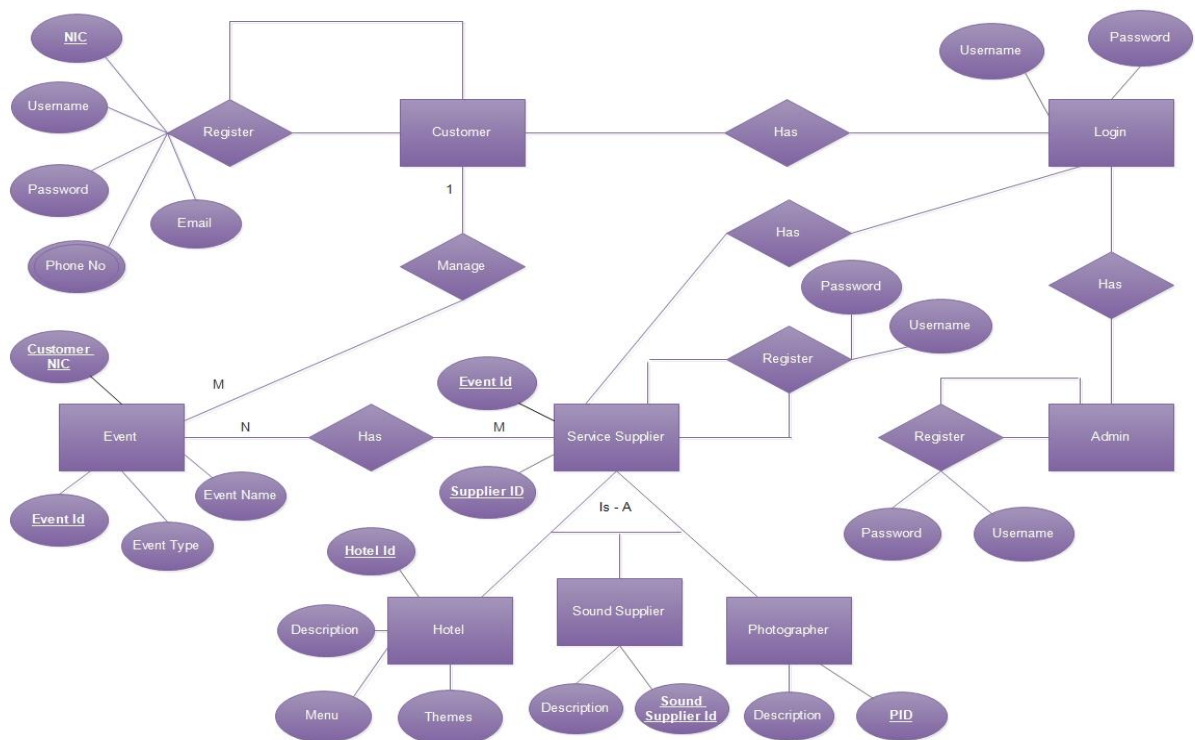 NIC
Username
Password
Phone No
Email
Register
Customer
Has
Login
Username
Password
1
Manage
M
Has
Has
Password
Username
Register
Customer
NIC
Event
N
Has
M
Event Id
Service Supplier
Supplier ID
Event Name
Event Id
Event Type
Register
Admin
Password
Username
Is - A
Hotel Id
Hotel
Description
Menu
Themes
Sound Supplier
Description
Sound
Supplier Id
Photographer
Description
PID